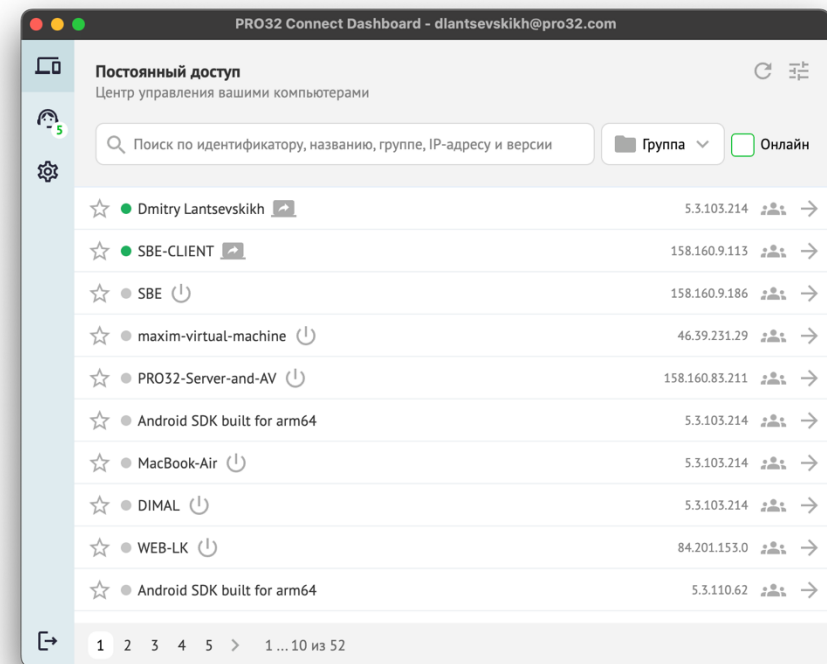 PRO32 Connect Dashboard - dlantsevskikh@pro32.com
Постоянный доступ
Центр управления вашими компьютерами
5
Поиск по идентификатору, названию, группе, IP-адресу и версии
Группа
Онлайн
Dmitry Lantsevskikh 5.3.103.214
SBE-CLIENT 158.160.9.113
SBE 158.160.9.186
maxim-virtual-machine 46.39.231.29
PRO32-Server-and-AV 158.160.83.211
Android SDK built for arm64 5.3.103.214
MacBook-Air 5.3.103.214
DIMAL 5.3.103.214
WEB-LK 84.201.153.0
Android SDK built for arm64 5.3.110.62
1 2 3 4 5 > 1...10 из 52